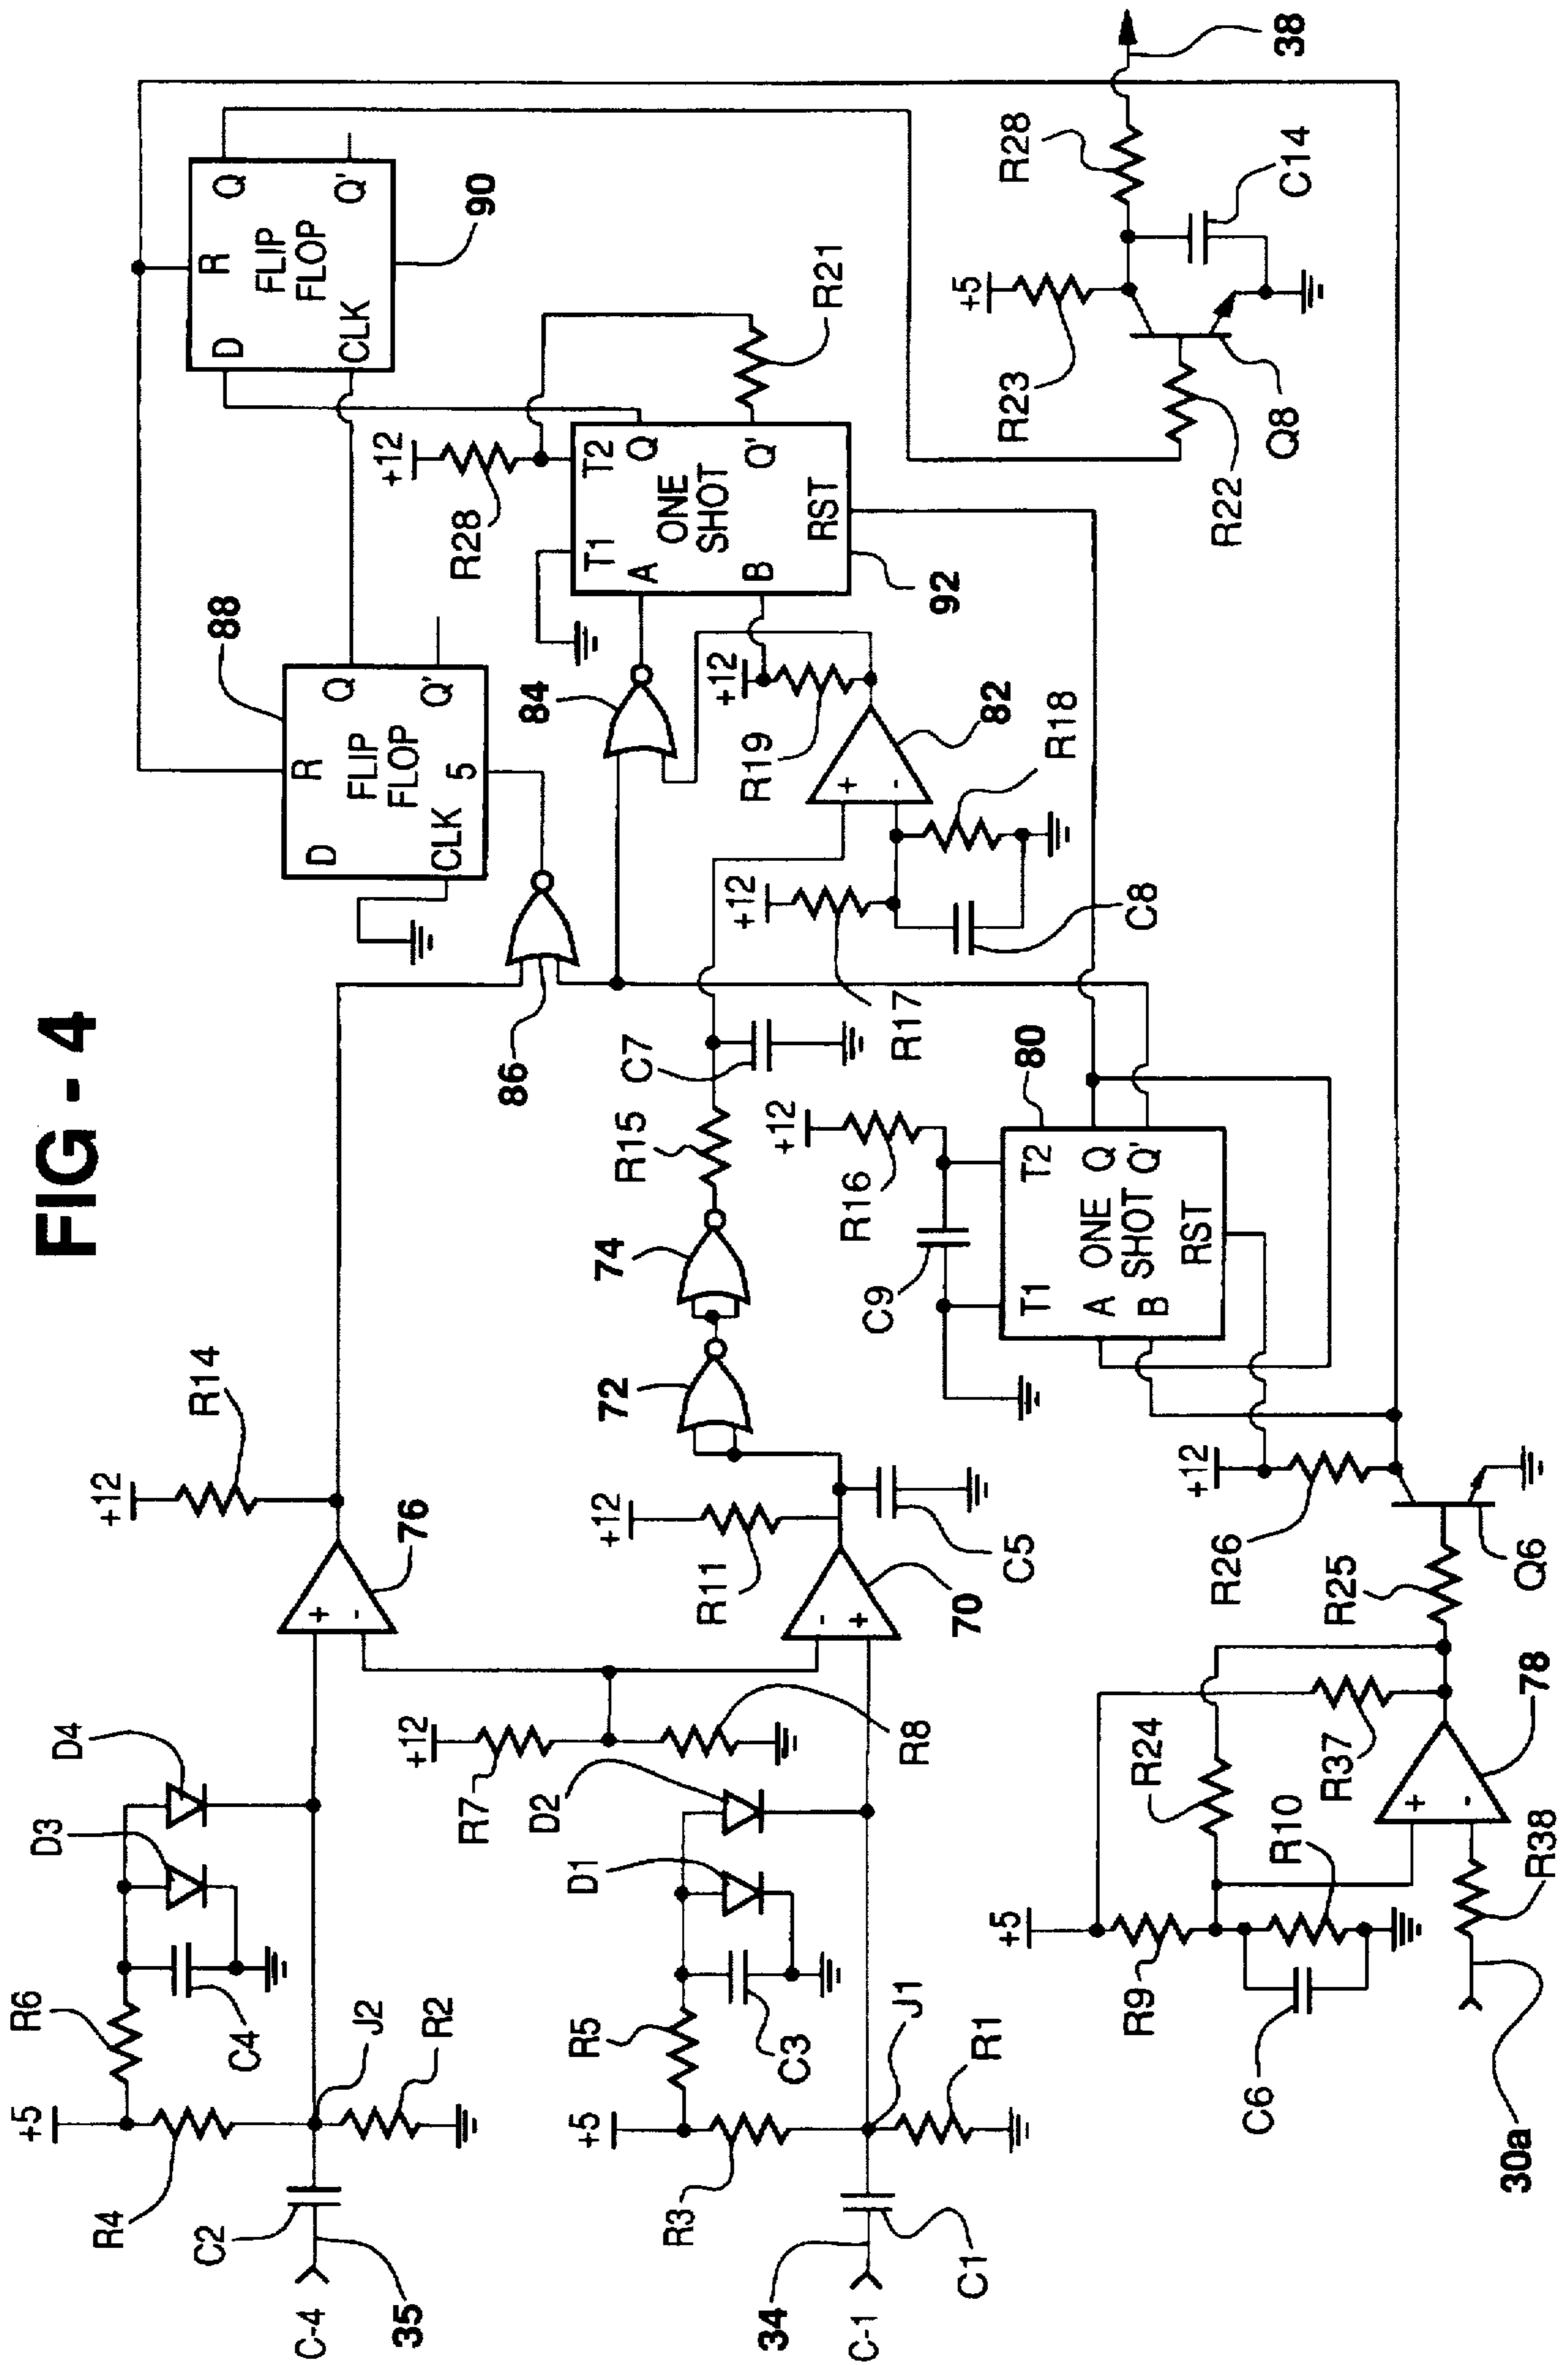 FIG - 4
+5
R6
D3
D4
R4
C4
J2
R2
C2
C-4
35
+
-
76
+12
R14
+5
R5
D1
D2
R3
C3
J1
R1
C1
C-1
34
+12
R7
R8
-
+
70
+12
R11
C5
72
74
R15
C7
86
88
R
FLIP
FLOP
D
CLK
5
Q
Q'
90
R
FLIP
FLOP
D
CLK
Q
Q'
84
+12
R28
T1
T2
A
ONE
SHOT
B
Q
Q'
RST
92
R21
+12
R19
+
-
82
R18
+12
R17
C8
+12
R16
C9
80
T1
T2
A
ONE
SHOT
B
Q
Q'
RST
+12
R26
R25
Q6
+5
R9
R10
R24
R37
C6
+
-
78
R38
30a
+5
R23
R22
Q8
R28
C14
38